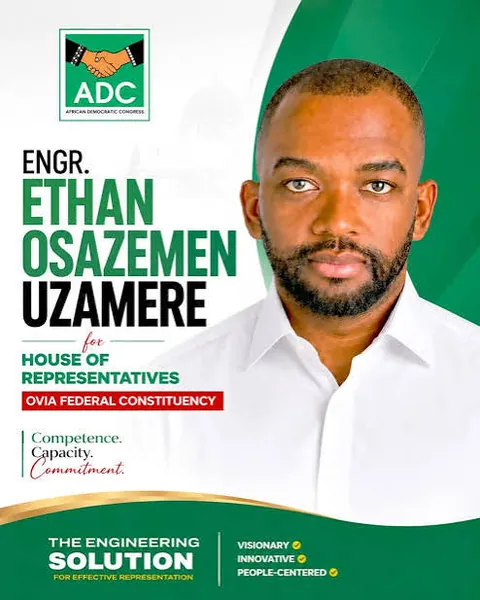 ADC
AFRICAN DEMOCRATIC CONGRESS
ENGR.
ETHAN
OSAZEMEN
UZAMERE
for
HOUSE OF
REPRESENTATIVES
OVIA FEDERAL CONSTITUENCY
Competence.
Capacity.
Commitment.
THE ENGINEERING
SOLUTION
FOR EFFECTIVE REPRESENTATION
VISIONARY
INNOVATIVE
PEOPLE-CENTERED